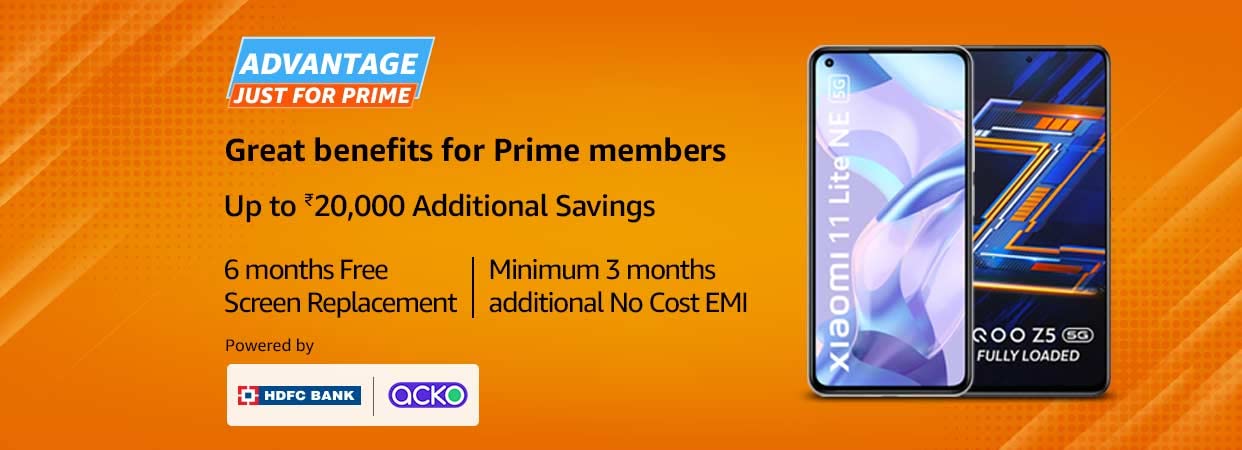 ADVANTAGE
JUST FOR PRIME
Great benefits for Prime members
Up to ₹20,000 Additional Savings
6 months Free
Screen Replacement
Minimum 3 months
additional No Cost EMI
Powered by
HDFC BANK
acko
xiaomi 11 Lite NE 5G
QOO Z5 5G
FULLY LOADED